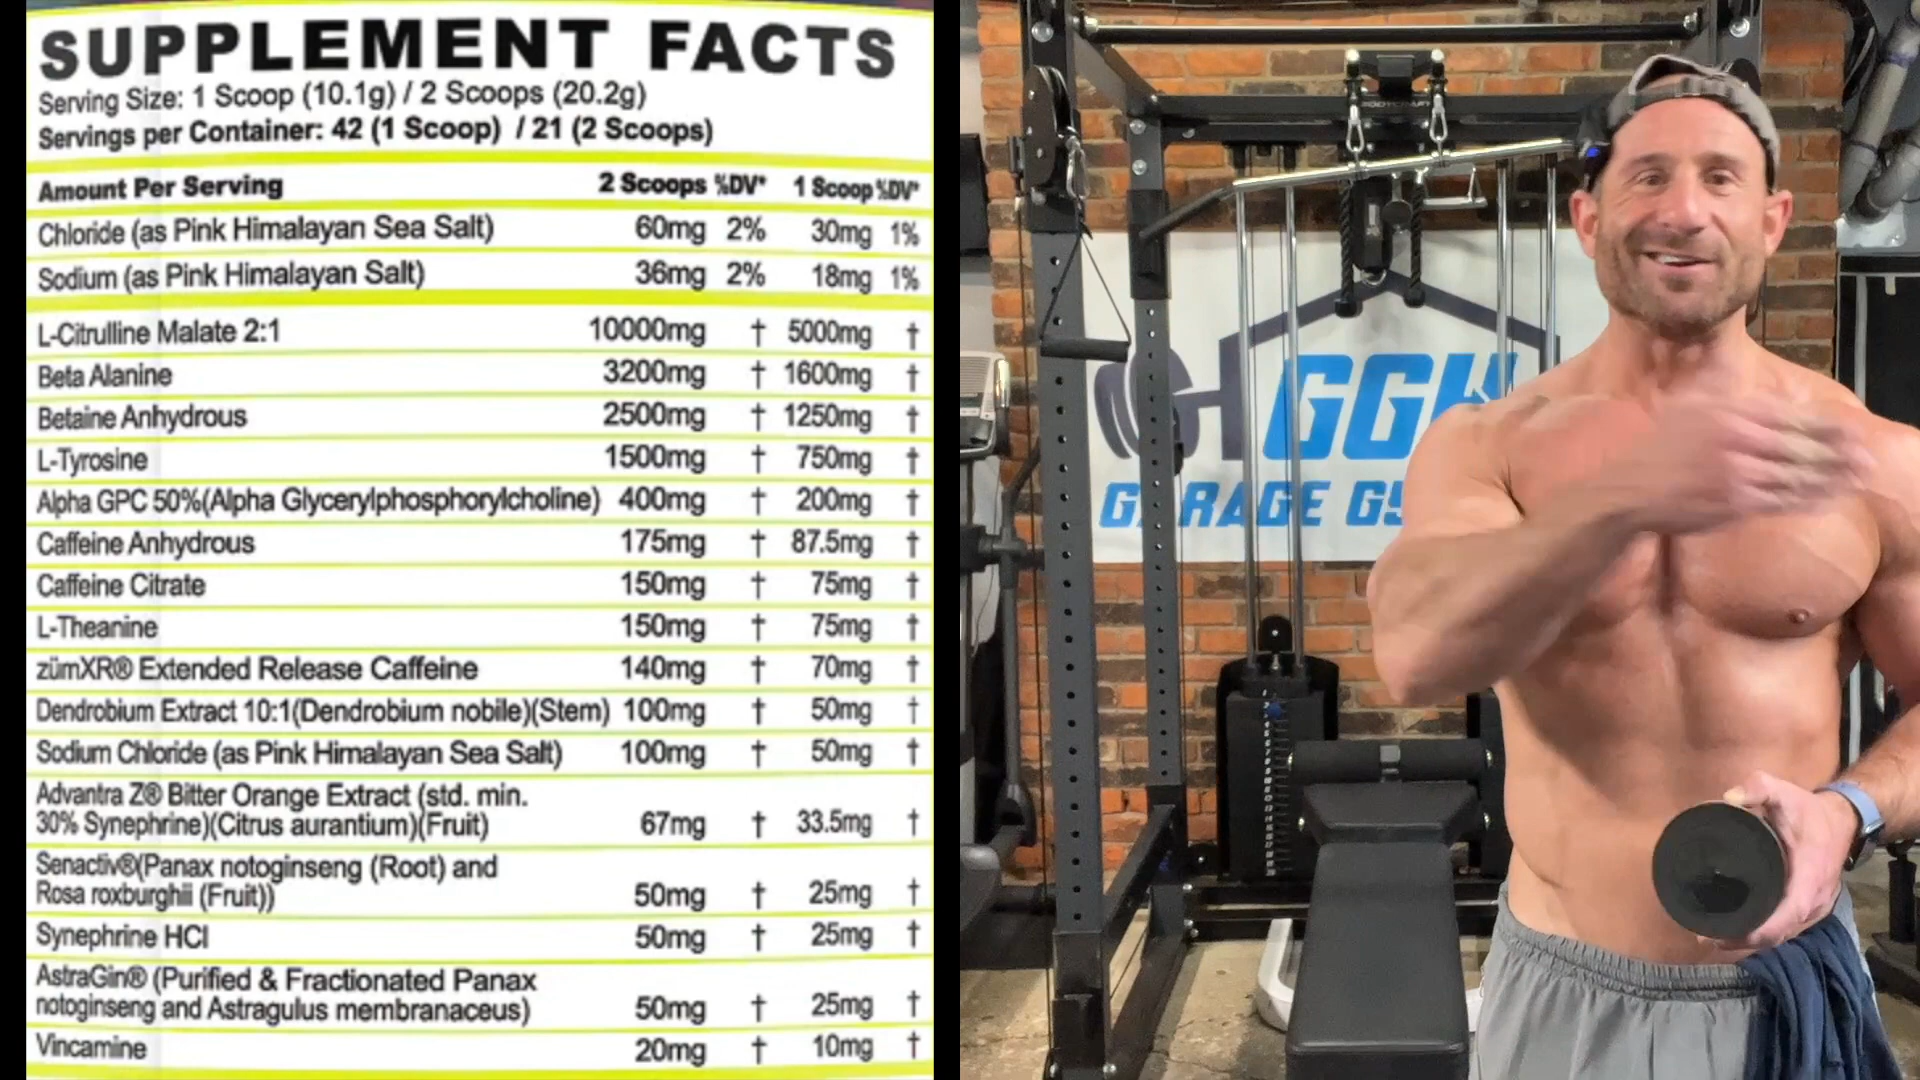 SUPPLEMENT FACTS
Serving Size: 1 Scoop (10.1g) / 2 Scoops (20.2g)
Servings per Container: 42 (1 Scoop) / 21 (2 Scoops)
Amount Per Serving 2 Scoops %DV* 1 Scoop %DV*
Chloride (as Pink Himalayan Sea Salt) 60mg 2% 30mg 1%
Sodium (as Pink Himalayan Salt) 36mg 2% 18mg 1%
L-Citrulline Malate 2:1 10000mg † 5000mg †
Beta Alanine 3200mg † 1600mg †
Betaine Anhydrous 2500mg † 1250mg †
L-Tyrosine 1500mg † 750mg †
Alpha GPC 50%(Alpha Glycerylphosphorylcholine) 400mg † 200mg †
Caffeine Anhydrous 175mg † 87.5mg †
Caffeine Citrate 150mg † 75mg †
L-Theanine 150mg † 75mg †
zümXR® Extended Release Caffeine 140mg † 70mg †
Dendrobium Extract 10:1(Dendrobium nobile)(Stem) 100mg † 50mg †
Sodium Chloride (as Pink Himalayan Sea Salt) 100mg † 50mg †
Advantra Z® Bitter Orange Extract (std. min.
30% Synephrine)(Citrus aurantium)(Fruit) 67mg † 33.5mg †
Senactiv®(Panax notoginseng (Root) and
Rosa roxburghii (Fruit)) 50mg † 25mg †
Synephrine HCl 50mg † 25mg †
AstraGin® (Purified & Fractionated Panax
notoginseng and Astragulus membranaceus) 50mg † 25mg †
Vincamine 20mg † 10mg †
BODYCRAFT
GGH
GARAGE GY